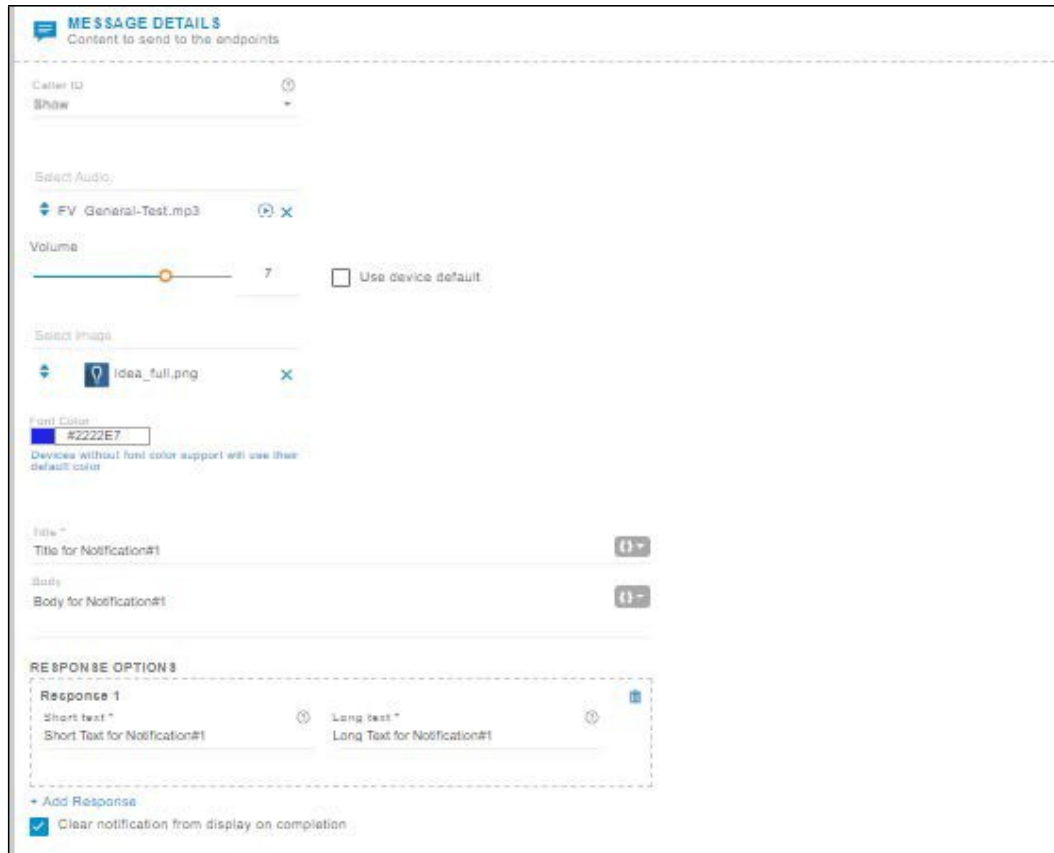 MESSAGE DETAILS
Content to send to the endpoints
Caller ID
Show
Select Audio
FV_General-Test.mp3
Volume
7
Use device default
Select Image
Idea_full.png
Font Color
#2222E7
Devices without font color support will use their
default color
Title *
Title for Notification#1
Body
Body for Notification#1
RESPONSE OPTIONS
Response 1
Short text * Long text *
Short Text for Notification#1 Long Text for Notification#1
+ Add Response
Clear notification from display on completion